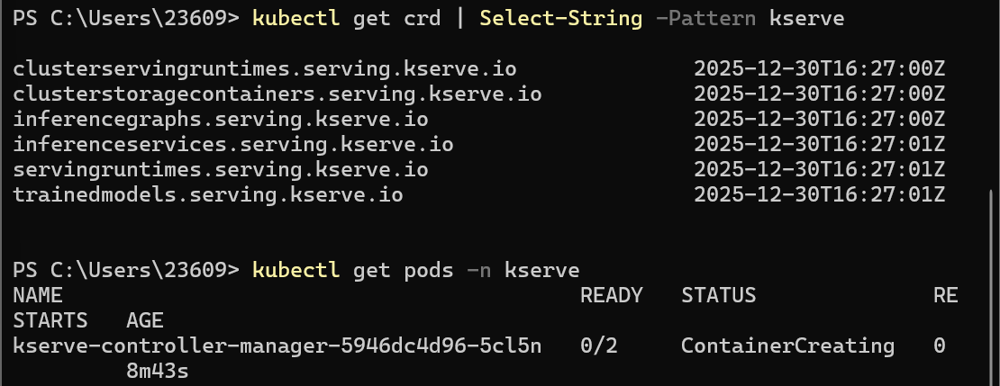 PS C:\Users\23609> kubectl get crd | Select-String -Pattern kserve
clusterservingruntimes.serving.kserve.io 2025-12-30T16:27:00Z
clusterstoragecontainers.serving.kserve.io 2025-12-30T16:27:00Z
inferencegraphs.serving.kserve.io 2025-12-30T16:27:00Z
inferenceservices.serving.kserve.io 2025-12-30T16:27:01Z
servingruntimes.serving.kserve.io 2025-12-30T16:27:01Z
trainedmodels.serving.kserve.io 2025-12-30T16:27:01Z
PS C:\Users\23609> kubectl get pods -n kserve
NAME READY STATUS RE
STARTS AGE
kserve-controller-manager-5946dc4d96-5cl5n 0/2 ContainerCreating 0
8m43s